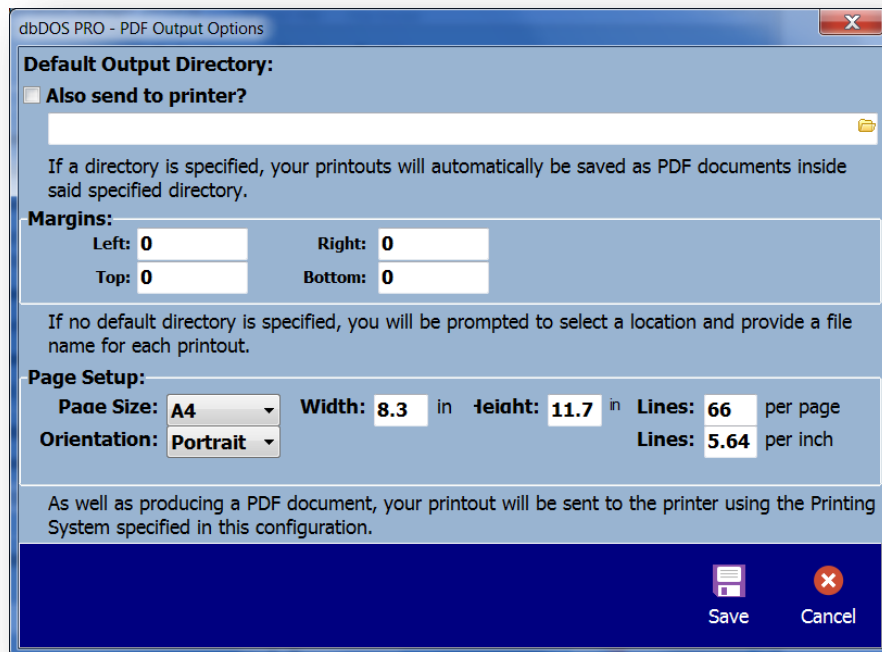 dbDOS PRO - PDF Output Options
Default Output Directory:
Also send to printer?
If a directory is specified, your printouts will automatically be saved as PDF documents inside
said specified directory.
Margins:
Left: 0 Right: 0
Top: 0 Bottom: 0
If no default directory is specified, you will be prompted to select a location and provide a file
name for each printout.
Page Setup:
Page Size: A4 Width: 8.3 in Height: 11.7 in Lines: 66 per page
Orientation: Portrait Lines: 5.64 per inch
As well as producing a PDF document, your printout will be sent to the printer using the Printing
System specified in this configuration.
Save Cancel